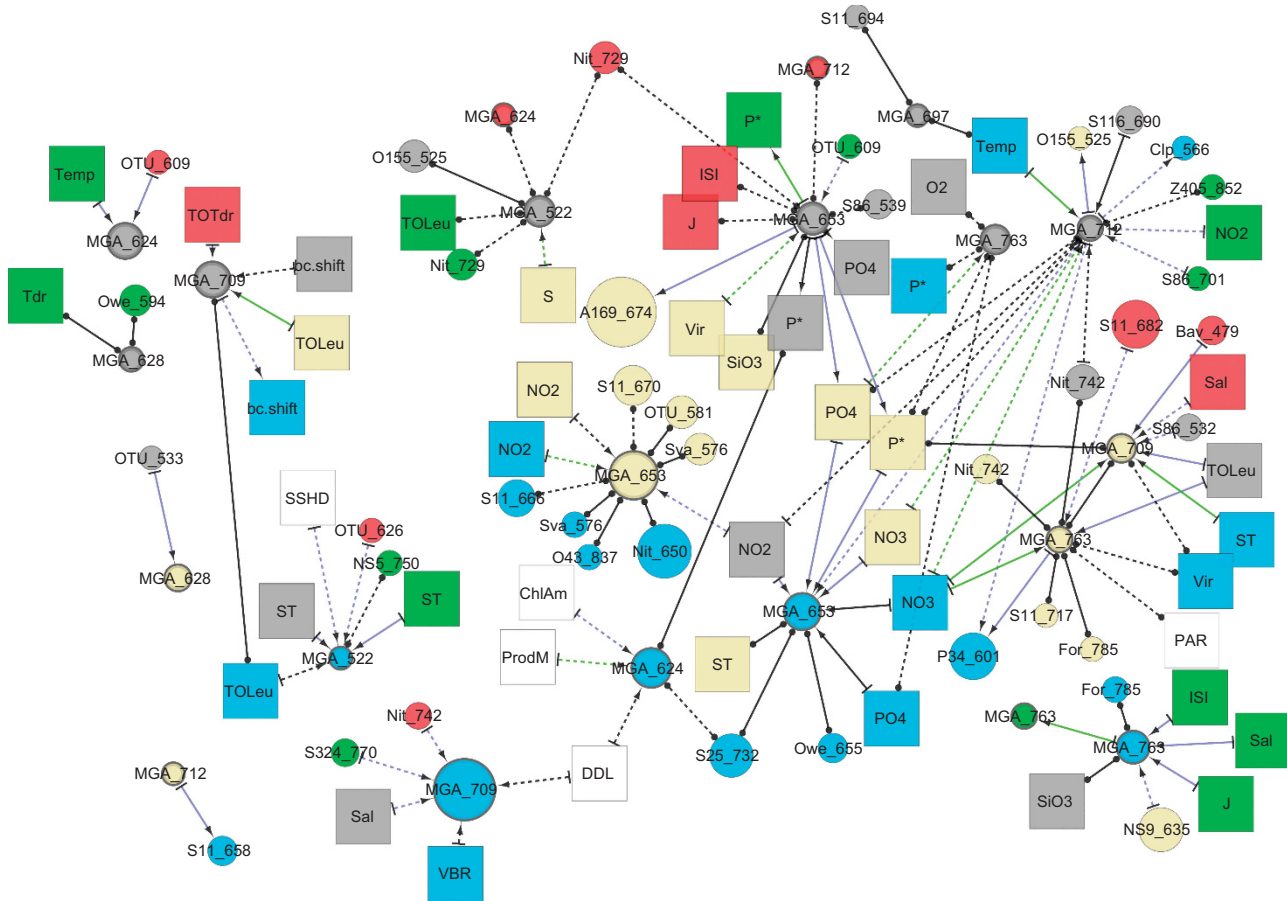 S11_694
Nit_729
MGA_712
MGA_624
P*
MGA_697
S116_690
O155_525
Temp
Clp_566
OTU_609
Temp
OTU_609
O155_525
ISI
O2
Z405_852
TOTdr
TOLeu
MGA_522
J
MGA_653
S86_539
MGA_763
MGA_712
NO2
MGA_624
bc.shift
Nit_729
PO4
P*
S86_701
MGA_709
Tdr
Owe_594
S
A169_674
Vir
P*
S11_682
Bav_479
SiO3
TOLeu
MGA_628
Nit_742
Sal
bc.shift
NO2
S11_670
OTU_581
PO4
P*
S86_532
NO2
Sva_576
MGA_709
OTU_533
MGA_653
Nit_742
TOLeu
SSHD
S11_666
Sva_576
OTU_626
O43_837
Nit_650
NO2
NO3
MGA_763
ST
NS5_750
Vir
MGA_628
ChlAm
MGA_653
NO3
S11_717
ST
ST
For_785
PAR
MGA_522
ProdM
MGA_624
ST
P34_601
TOLeu
PO4
For_785
ISI
Nit_742
MGA_763
MGA_763
Sal
S324_770
S25_732
Owe_655
MGA_712
MGA_709
DDL
SiO3
J
Sal
NS9_635
S11_658
VBR